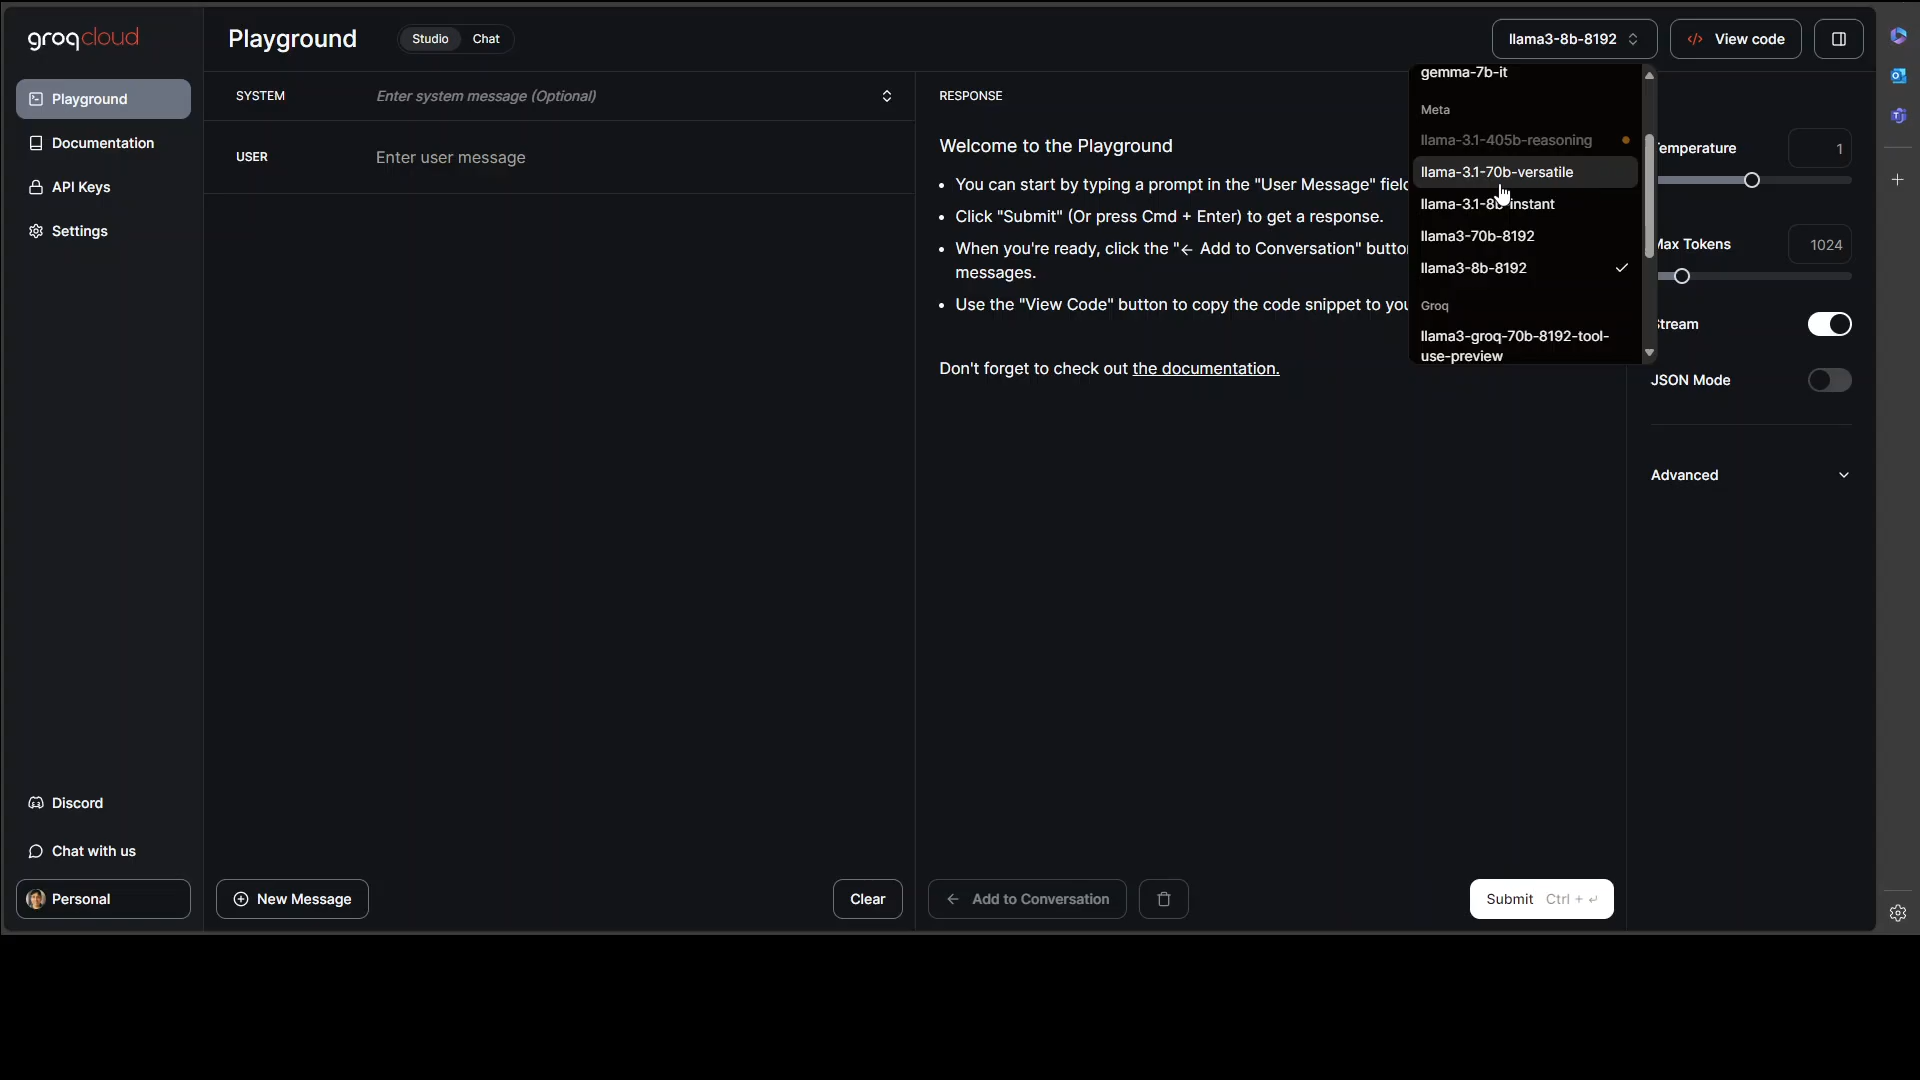 groqcloud
Playground
Documentation
API Keys
Settings
Discord
Chat with us
Personal
Playground
Studio Chat
llama3-8b-8192
View code
SYSTEM Enter system message (Optional)
USER Enter user message
New Message
Clear
RESPONSE
Welcome to the Playground
• You can start by typing a prompt in the "User Message"
• Click "Submit" (Or press Cmd + Enter) to get a response.
• When you're ready, click the "← Add to Conversation"
messages.
• Use the "View Code" button to copy the code snippet to
Don't forget to check out the documentation.
Add to Conversation
Submit Ctrl + ↵
gemma-7b-it
Meta
llama-3.1-405b-reasoning
llama-3.1-70b-versatile
llama-3.1-8b-instant
llama3-70b-8192
llama3-8b-8192
Groq
llama3-groq-70b-8192-tool-
use-preview
Temperature 1
Max Tokens 1024
Stream
JSON Mode
Advanced